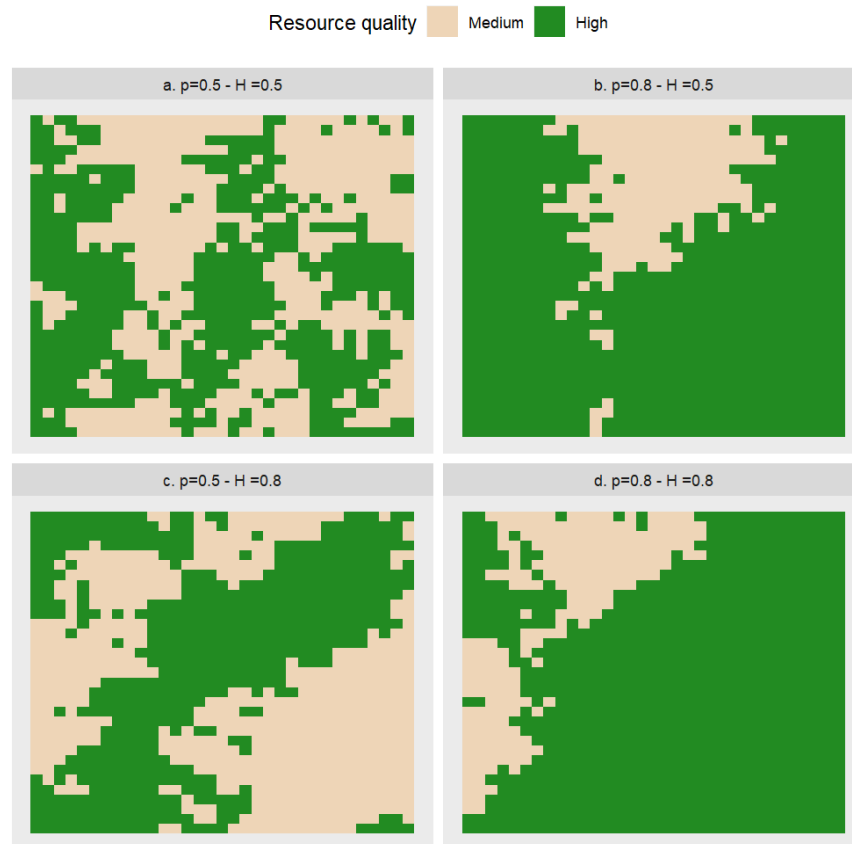 Resource quality Medium High
a. p=0.5 - H =0.5
b. p=0.8 - H =0.5
c. p=0.5 - H =0.8
d. p=0.8 - H =0.8